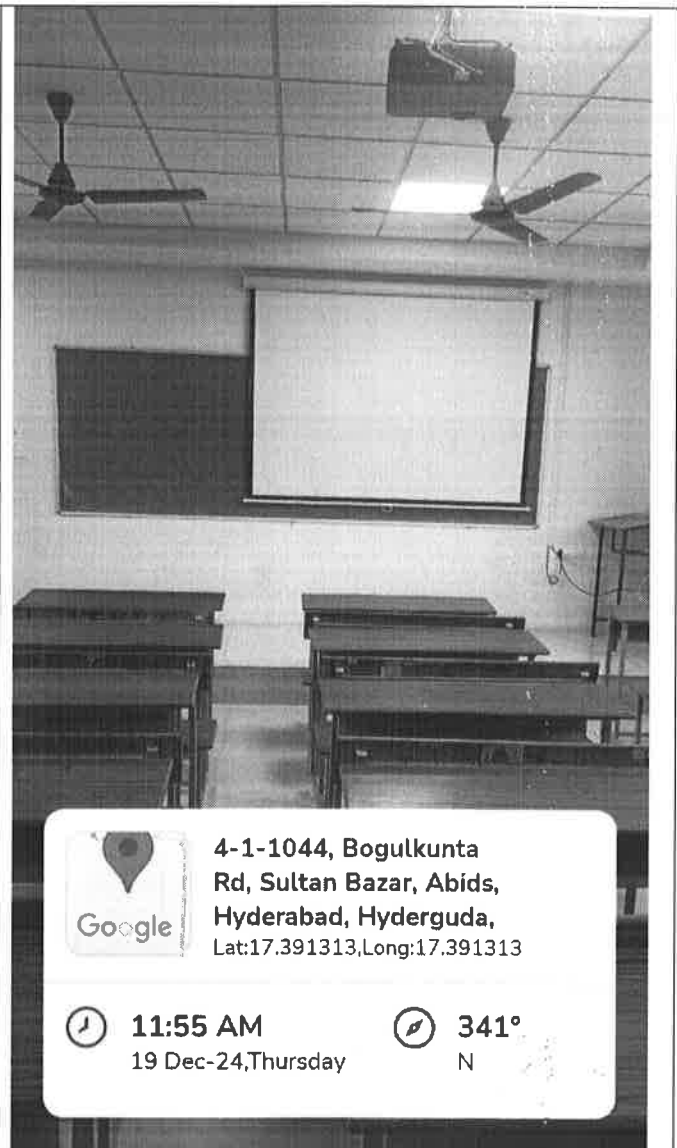 4-1-1044, Bogulkunta
Rd, Sultan Bazar, Abids,
Hyderabad, Hyderguda,
Lat:17.391313,Long:17.391313
Google
11:55 AM
19 Dec-24,Thursday
341°
N